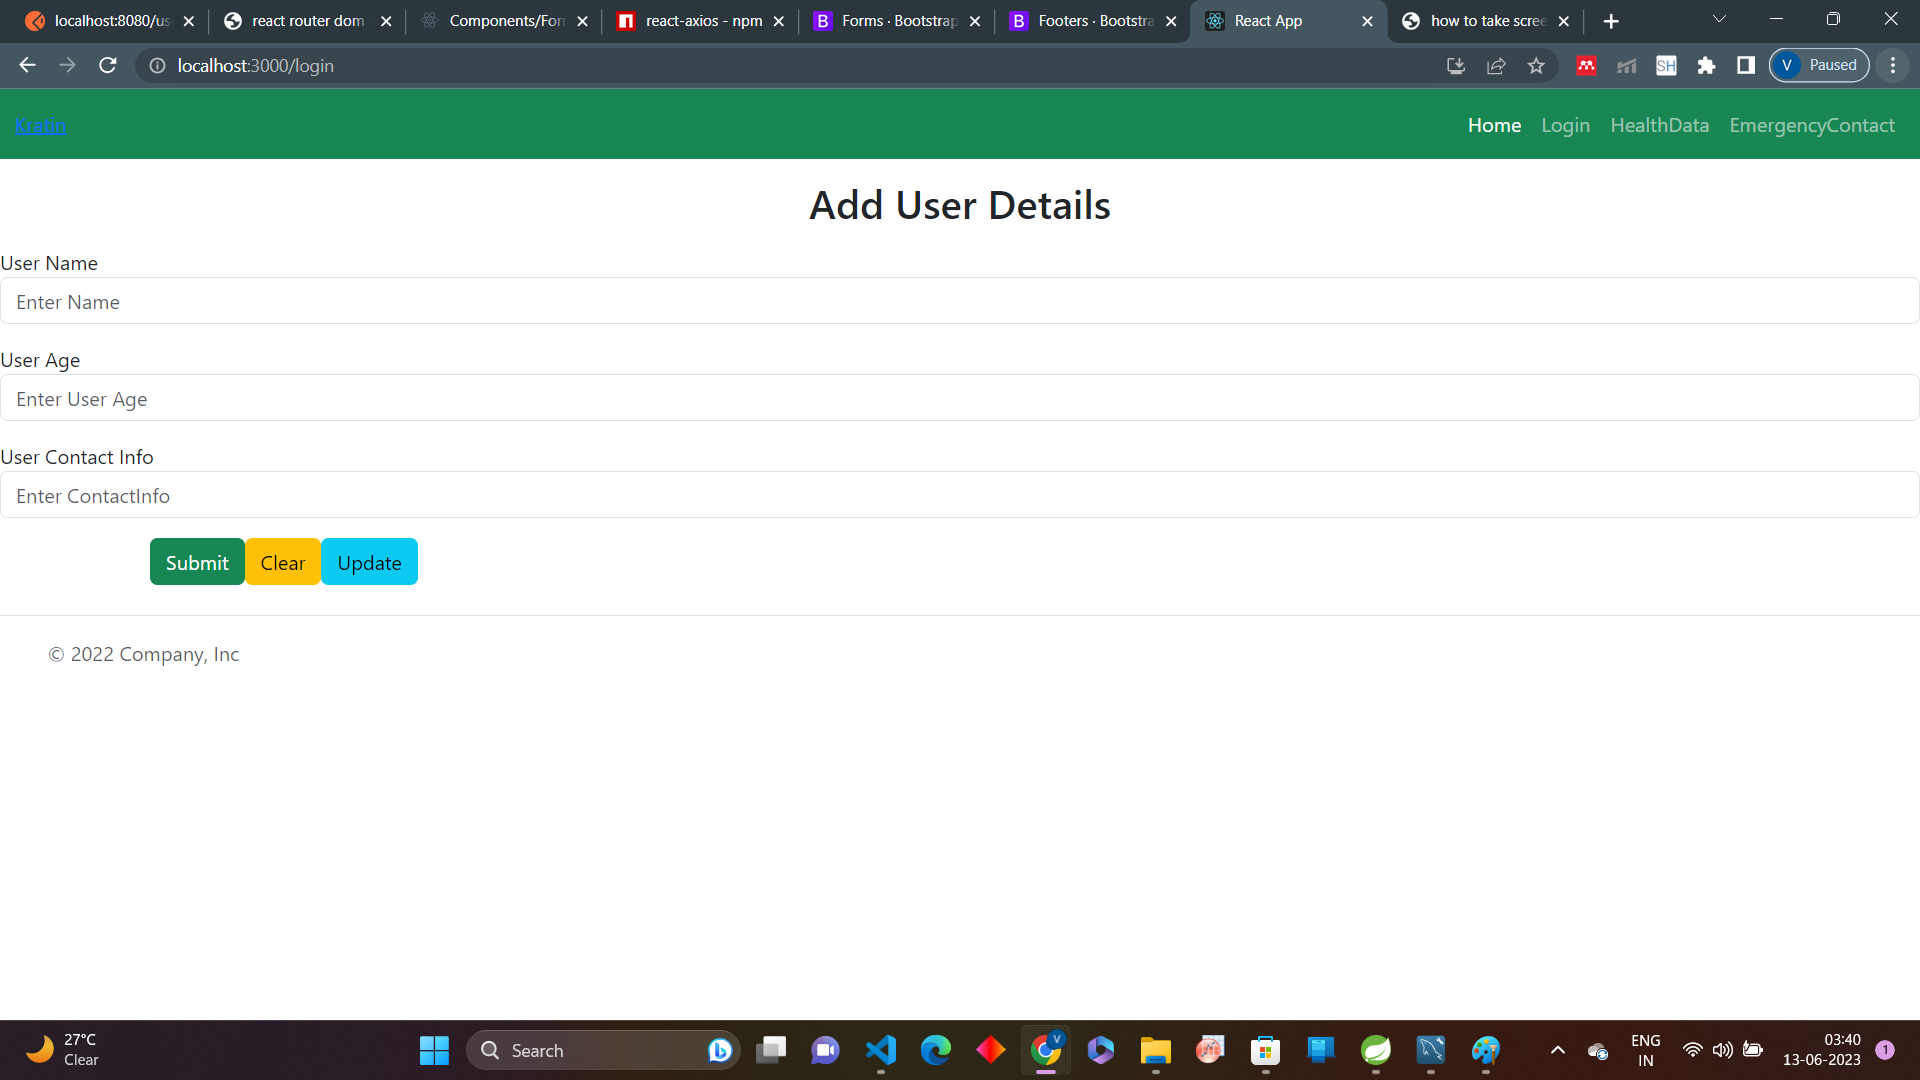 localhost:8080/us
react router dom
Components/For
react-axios - npm
Forms · Bootstrap
Footers · Bootstra
React App
how to take scree
localhost:3000/login
SH
V Paused
Kratin
Home Login HealthData EmergencyContact
Add User Details
User Name
Enter Name
User Age
Enter User Age
User Contact Info
Enter ContactInfo
Submit Clear Update
© 2022 Company, Inc
27°C
Clear
Search
V
ENG
IN
03:40
13-06-2023
1